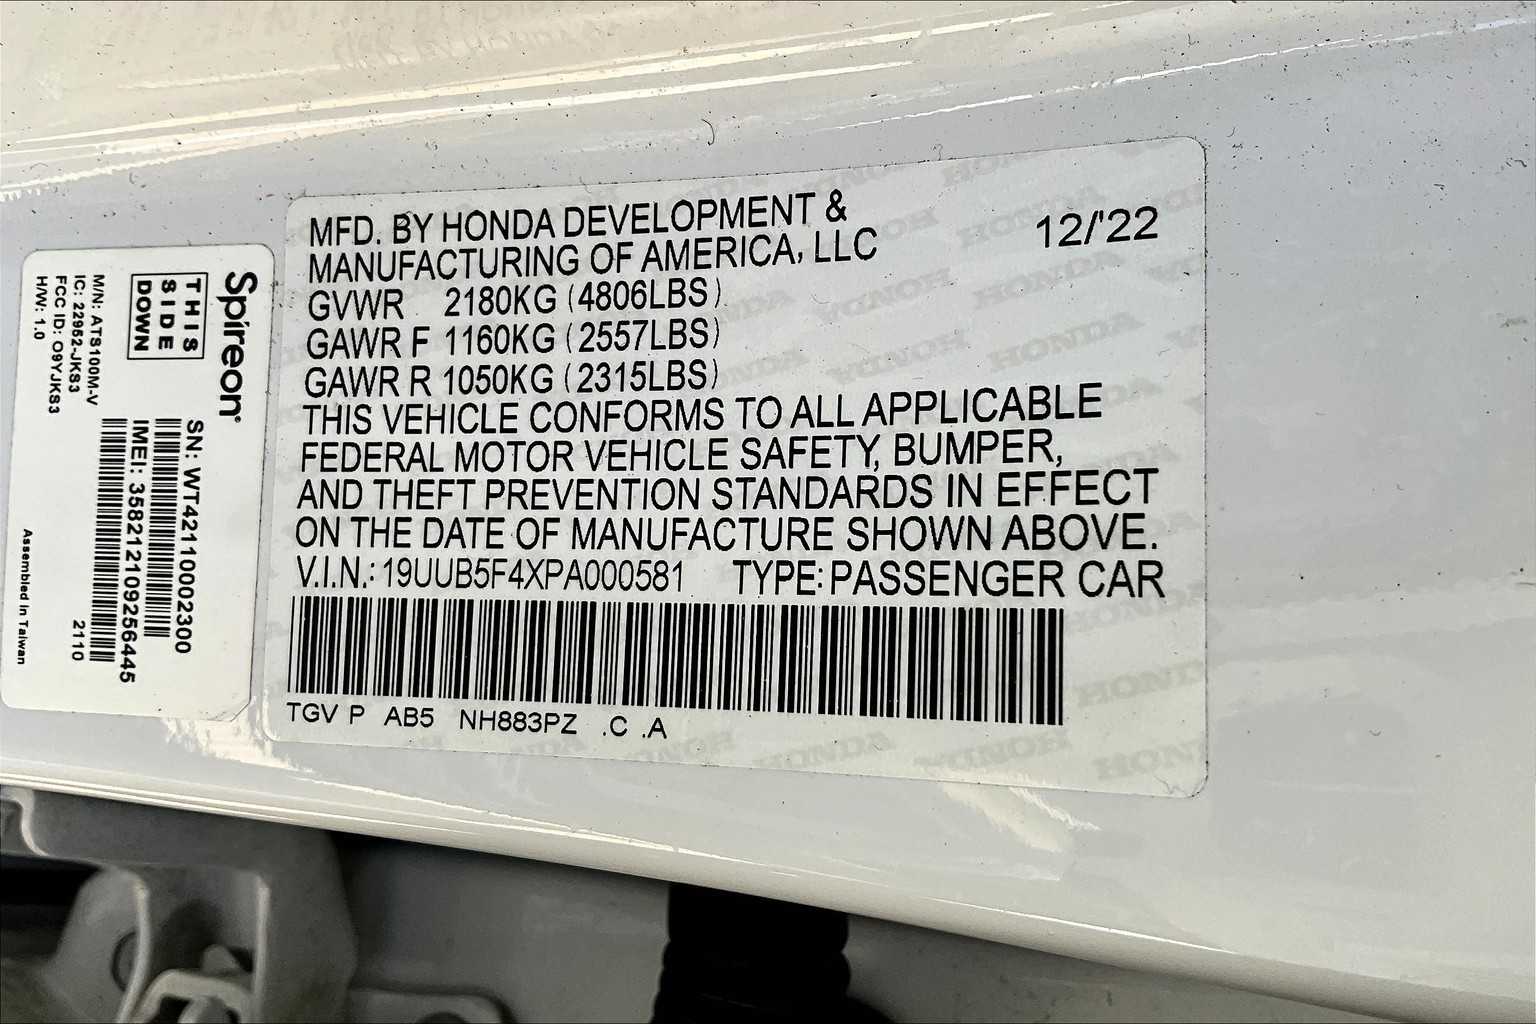 MFD. BY HONDA DEVELOPMENT &
MANUFACTURING OF AMERICA, LLC
12/'22
GVWR 2180KG (4806LBS)
GAWR F 1160KG (2557LBS)
GAWR R 1050KG (2315LBS)
THIS VEHICLE CONFORMS TO ALL APPLICABLE
FEDERAL MOTOR VEHICLE SAFETY, BUMPER,
AND THEFT PREVENTION STANDARDS IN EFFECT
ON THE DATE OF MANUFACTURE SHOWN ABOVE.
V.I.N.: 19UUB5F4XPA000581 TYPE: PASSENGER CAR
TGV P AB5 NH883PZ .C .A
Spireon
THIS
SIDE
DOWN
M/N: ATS100IM-V
IC: 22952-JKS3
FCC ID: O9YJKS3
H/W: 1.0
SN: WT42110002300
IMEI: 358212109256445
2110
Assembled in Taiwan